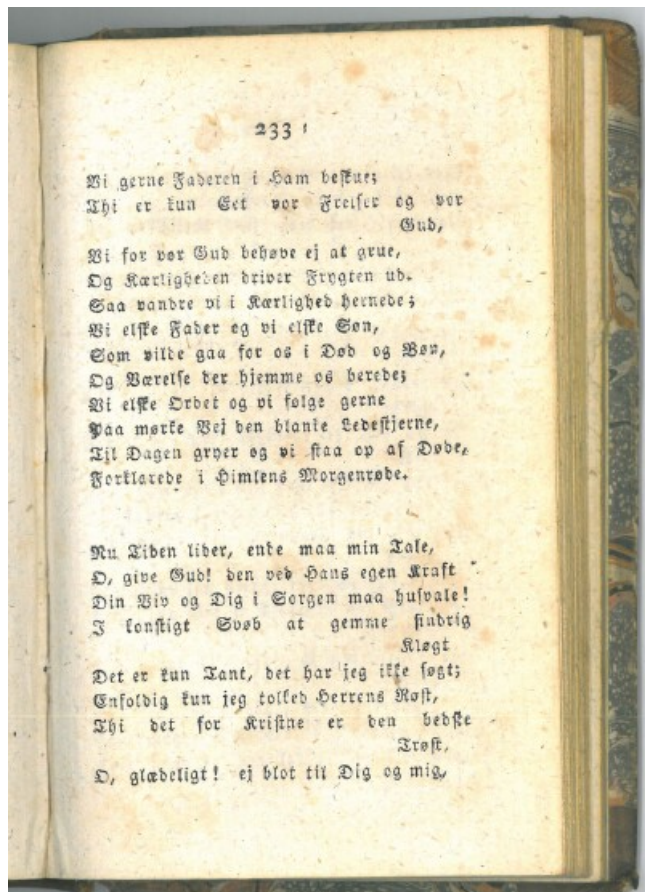 233
Vi gerne Faderen i Ham beskue;
Thi er kun Eet vor Frelser og vor
Gud,
Vi for vor Gud behøve ej at grue,
Og Kærligheden driver Frygten ud.
Saa vandre vi i Kærlighed hernede;
Vi elske Fader og vi elske Søn,
Som vilde gaa for os i Død og Bøn,
Og Værelse der hjemme os berede;
Vi elske Ordet og vi følge gerne
Paa mørke Vej den blanke Ledestjerne,
Til Dagen gryer og vi staa op af Døde,
Forklarede i Himlens Morgenrøde.
Nu Tiden lider, ende maa min Tale,
O, give Gud! den ved Hans egen Kraft
Din Viv og Dig i Sorgen maa husvale!
I konstigt Svøb at gemme sindrig
Kløgt
Det er kun Tant, det har jeg ikke søgt;
Enfoldig kun jeg tolked Herrens Røst,
Thi det for Kristne er den bedste
Trøst,
O, glædeligt! ej blot til Dig og mig,